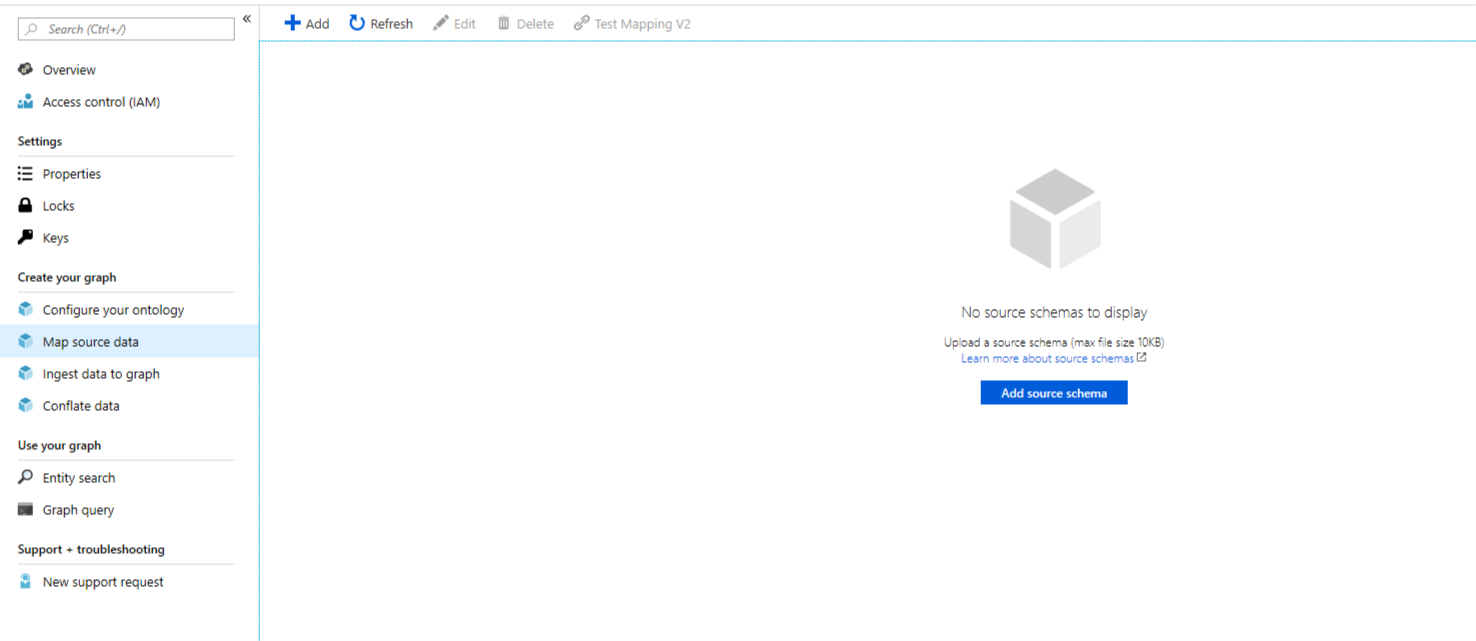 Search (Ctrl+/)
«
Add
Refresh
Edit
Delete
Test Mapping V2
Overview
Access control (IAM)
Settings
Properties
Locks
Keys
Create your graph
Configure your ontology
Map source data
Ingest data to graph
Conflate data
Use your graph
Entity search
Graph query
Support + troubleshooting
New support request
No source schemas to display
Upload a source schema (max file size 10KB)
Learn more about source schemas
Add source schema